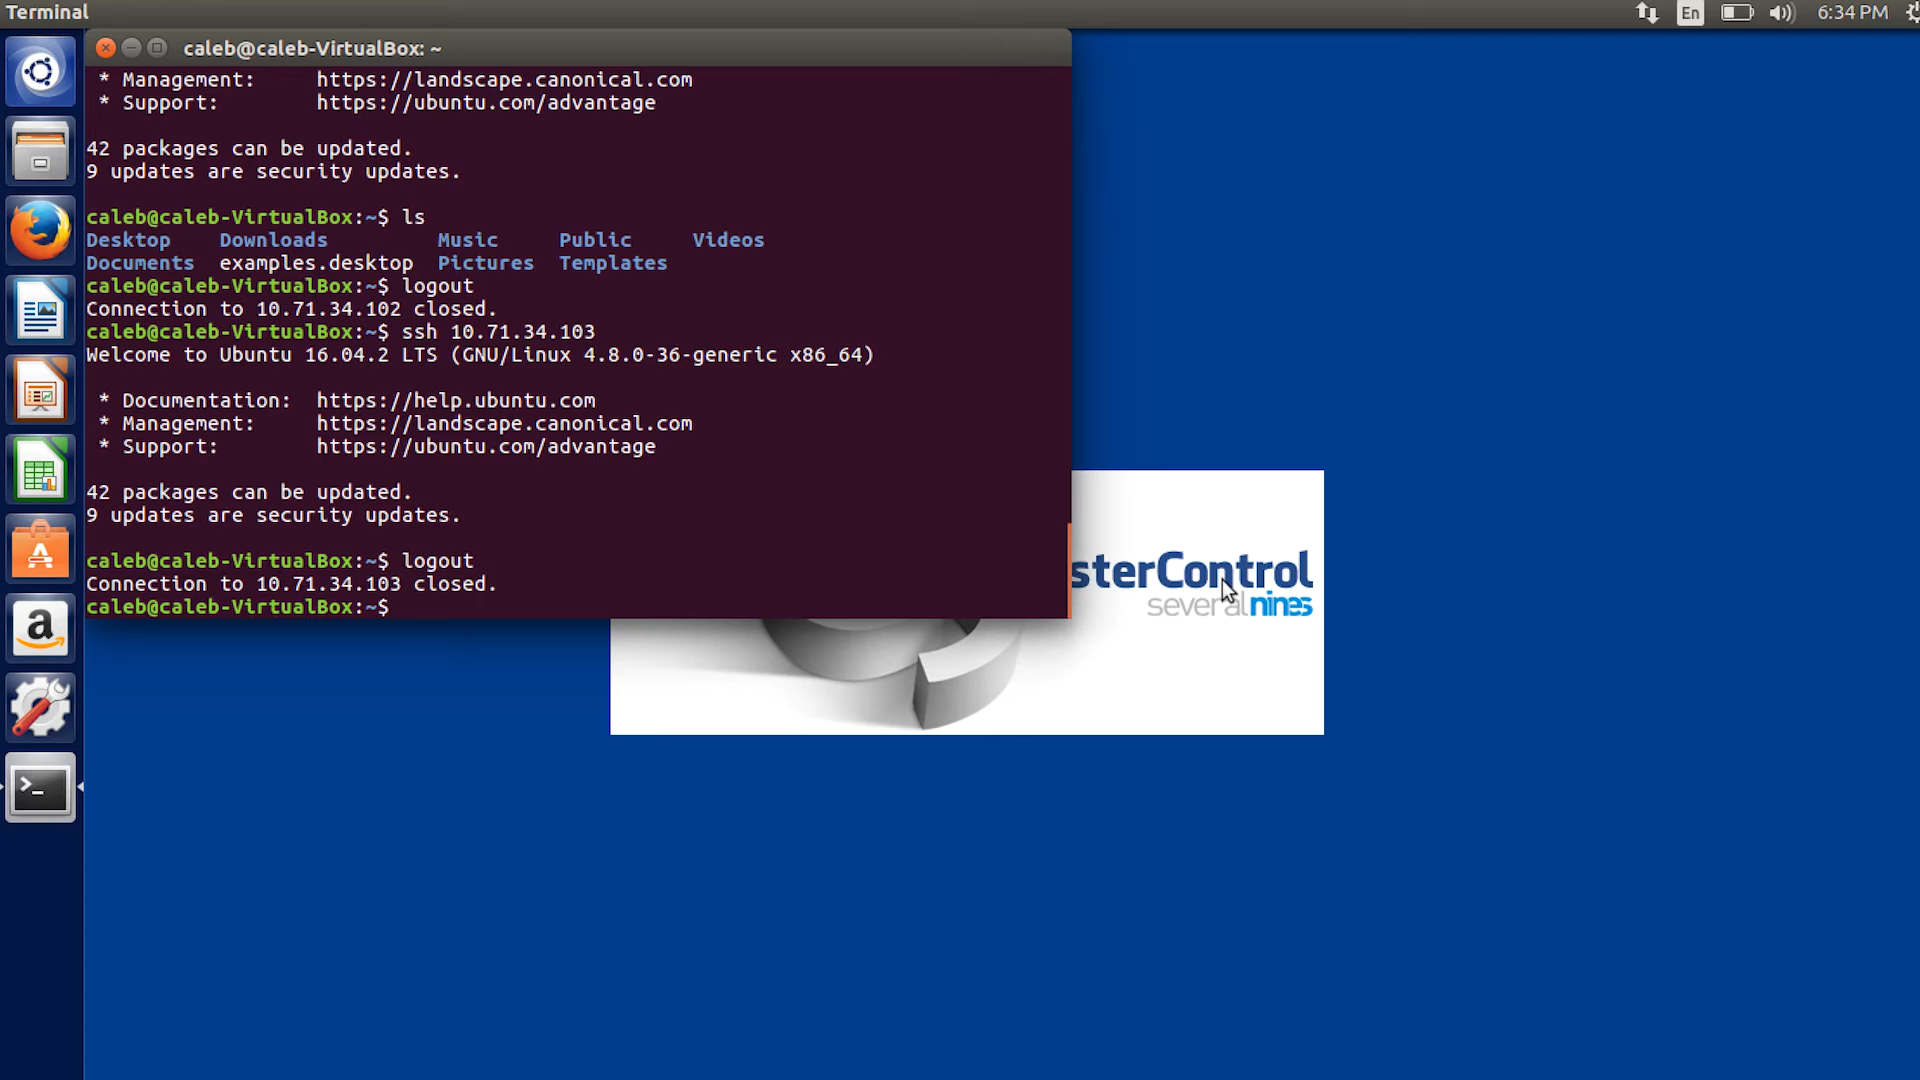 Terminal
En
6:34 PM
caleb@caleb-VirtualBox: ~
* Management: https://landscape.canonical.com
* Support: https://ubuntu.com/advantage
42 packages can be updated.
9 updates are security updates.
caleb@caleb-VirtualBox:~$ ls
Desktop Downloads Music Public Videos
Documents examples.desktop Pictures Templates
caleb@caleb-VirtualBox:~$ logout
Connection to 10.71.34.102 closed.
caleb@caleb-VirtualBox:~$ ssh 10.71.34.103
Welcome to Ubuntu 16.04.2 LTS (GNU/Linux 4.8.0-36-generic x86_64)
* Documentation: https://help.ubuntu.com
* Management: https://landscape.canonical.com
* Support: https://ubuntu.com/advantage
42 packages can be updated.
9 updates are security updates.
caleb@caleb-VirtualBox:~$ logout
Connection to 10.71.34.103 closed.
caleb@caleb-VirtualBox:~$
sterControl
severalnines